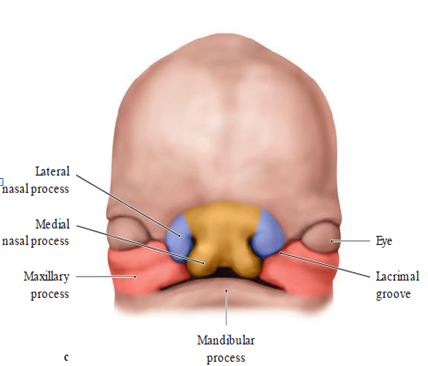 Lateral
nasal process
Medial
nasal process
Maxillary
process
Eye
Lacrimal
groove
Mandibular
process
c